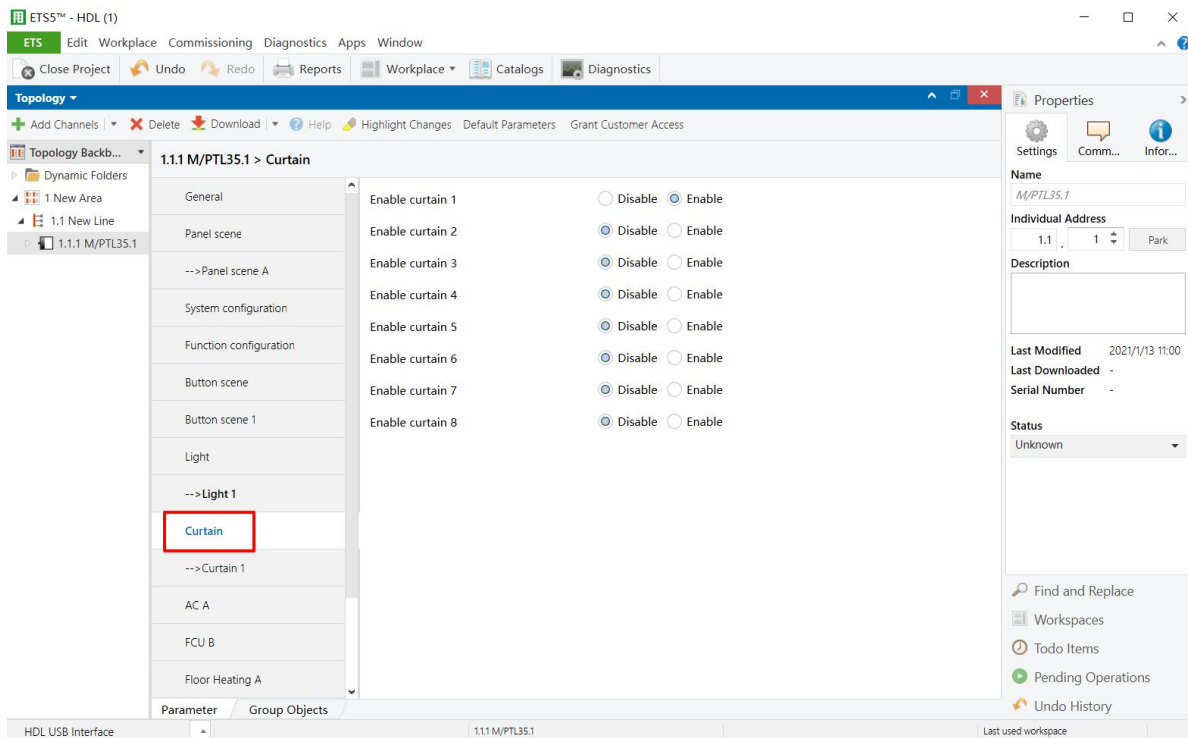 ETS5™ - HDL (1)
ETS Edit Workplace Commissioning Diagnostics Apps Window
Close Project Undo Redo Reports Workplace Catalogs Diagnostics
Topology
Add Channels Delete Download Help Highlight Changes Default Parameters Grant Customer Access
Topology Backb...
Dynamic Folders
1 New Area
1.1 New Line
1.1.1 M/PTL35.1
1.1.1 M/PTL35.1 > Curtain
General
Panel scene
-->Panel scene A
System configuration
Function configuration
Button scene
Button scene 1
Light
-->Light 1
Curtain
-->Curtain 1
AC A
FCU B
Floor Heating A
Enable curtain 1 Disable Enable
Enable curtain 2 Disable Enable
Enable curtain 3 Disable Enable
Enable curtain 4 Disable Enable
Enable curtain 5 Disable Enable
Enable curtain 6 Disable Enable
Enable curtain 7 Disable Enable
Enable curtain 8 Disable Enable
Parameter Group Objects
Properties
Settings Comm... Infor...
Name
M/PTL35.1
Individual Address
1.1 . 1 Park
Description
Last Modified 2021/1/13 11:00
Last Downloaded -
Serial Number -
Status
Unknown
Find and Replace
Workspaces
Todo Items
Pending Operations
Undo History
HDL USB Interface 1.1.1 M/PTL35.1 Last used workspace